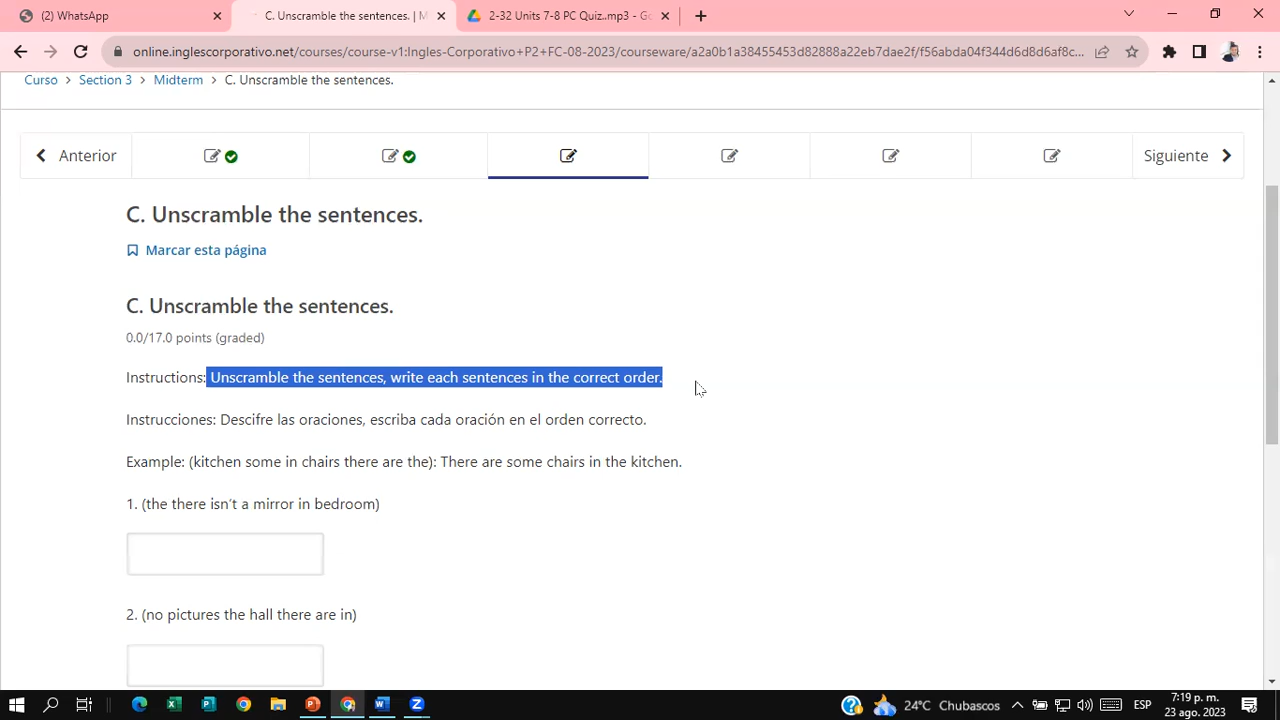 (2) WhatsApp
C. Unscramble the sentences. | M
2-32 Units 7-8 PC Quiz..mp3 - Go
online.inglescorporativo.net/courses/course-v1:Ingles-Corporativo+P2+FC-08-2023/courseware/a2a0b1a38455453d82888a22eb7dae2f/f56abda04f344d6d8d6af8c...
Curso > Section 3 > Midterm > C. Unscramble the sentences.
Anterior
Siguiente
C. Unscramble the sentences.
Marcar esta página
C. Unscramble the sentences.
0.0/17.0 points (graded)
Instructions: Unscramble the sentences, write each sentences in the correct order.
Instrucciones: Descifre las oraciones, escriba cada oración en el orden correcto.
Example: (kitchen some in chairs there are the): There are some chairs in the kitchen.
1. (the there isn´t a mirror in bedroom)
2. (no pictures the hall there are in)
24°C Chubascos
ESP
7:19 p. m.
23 ago. 2023